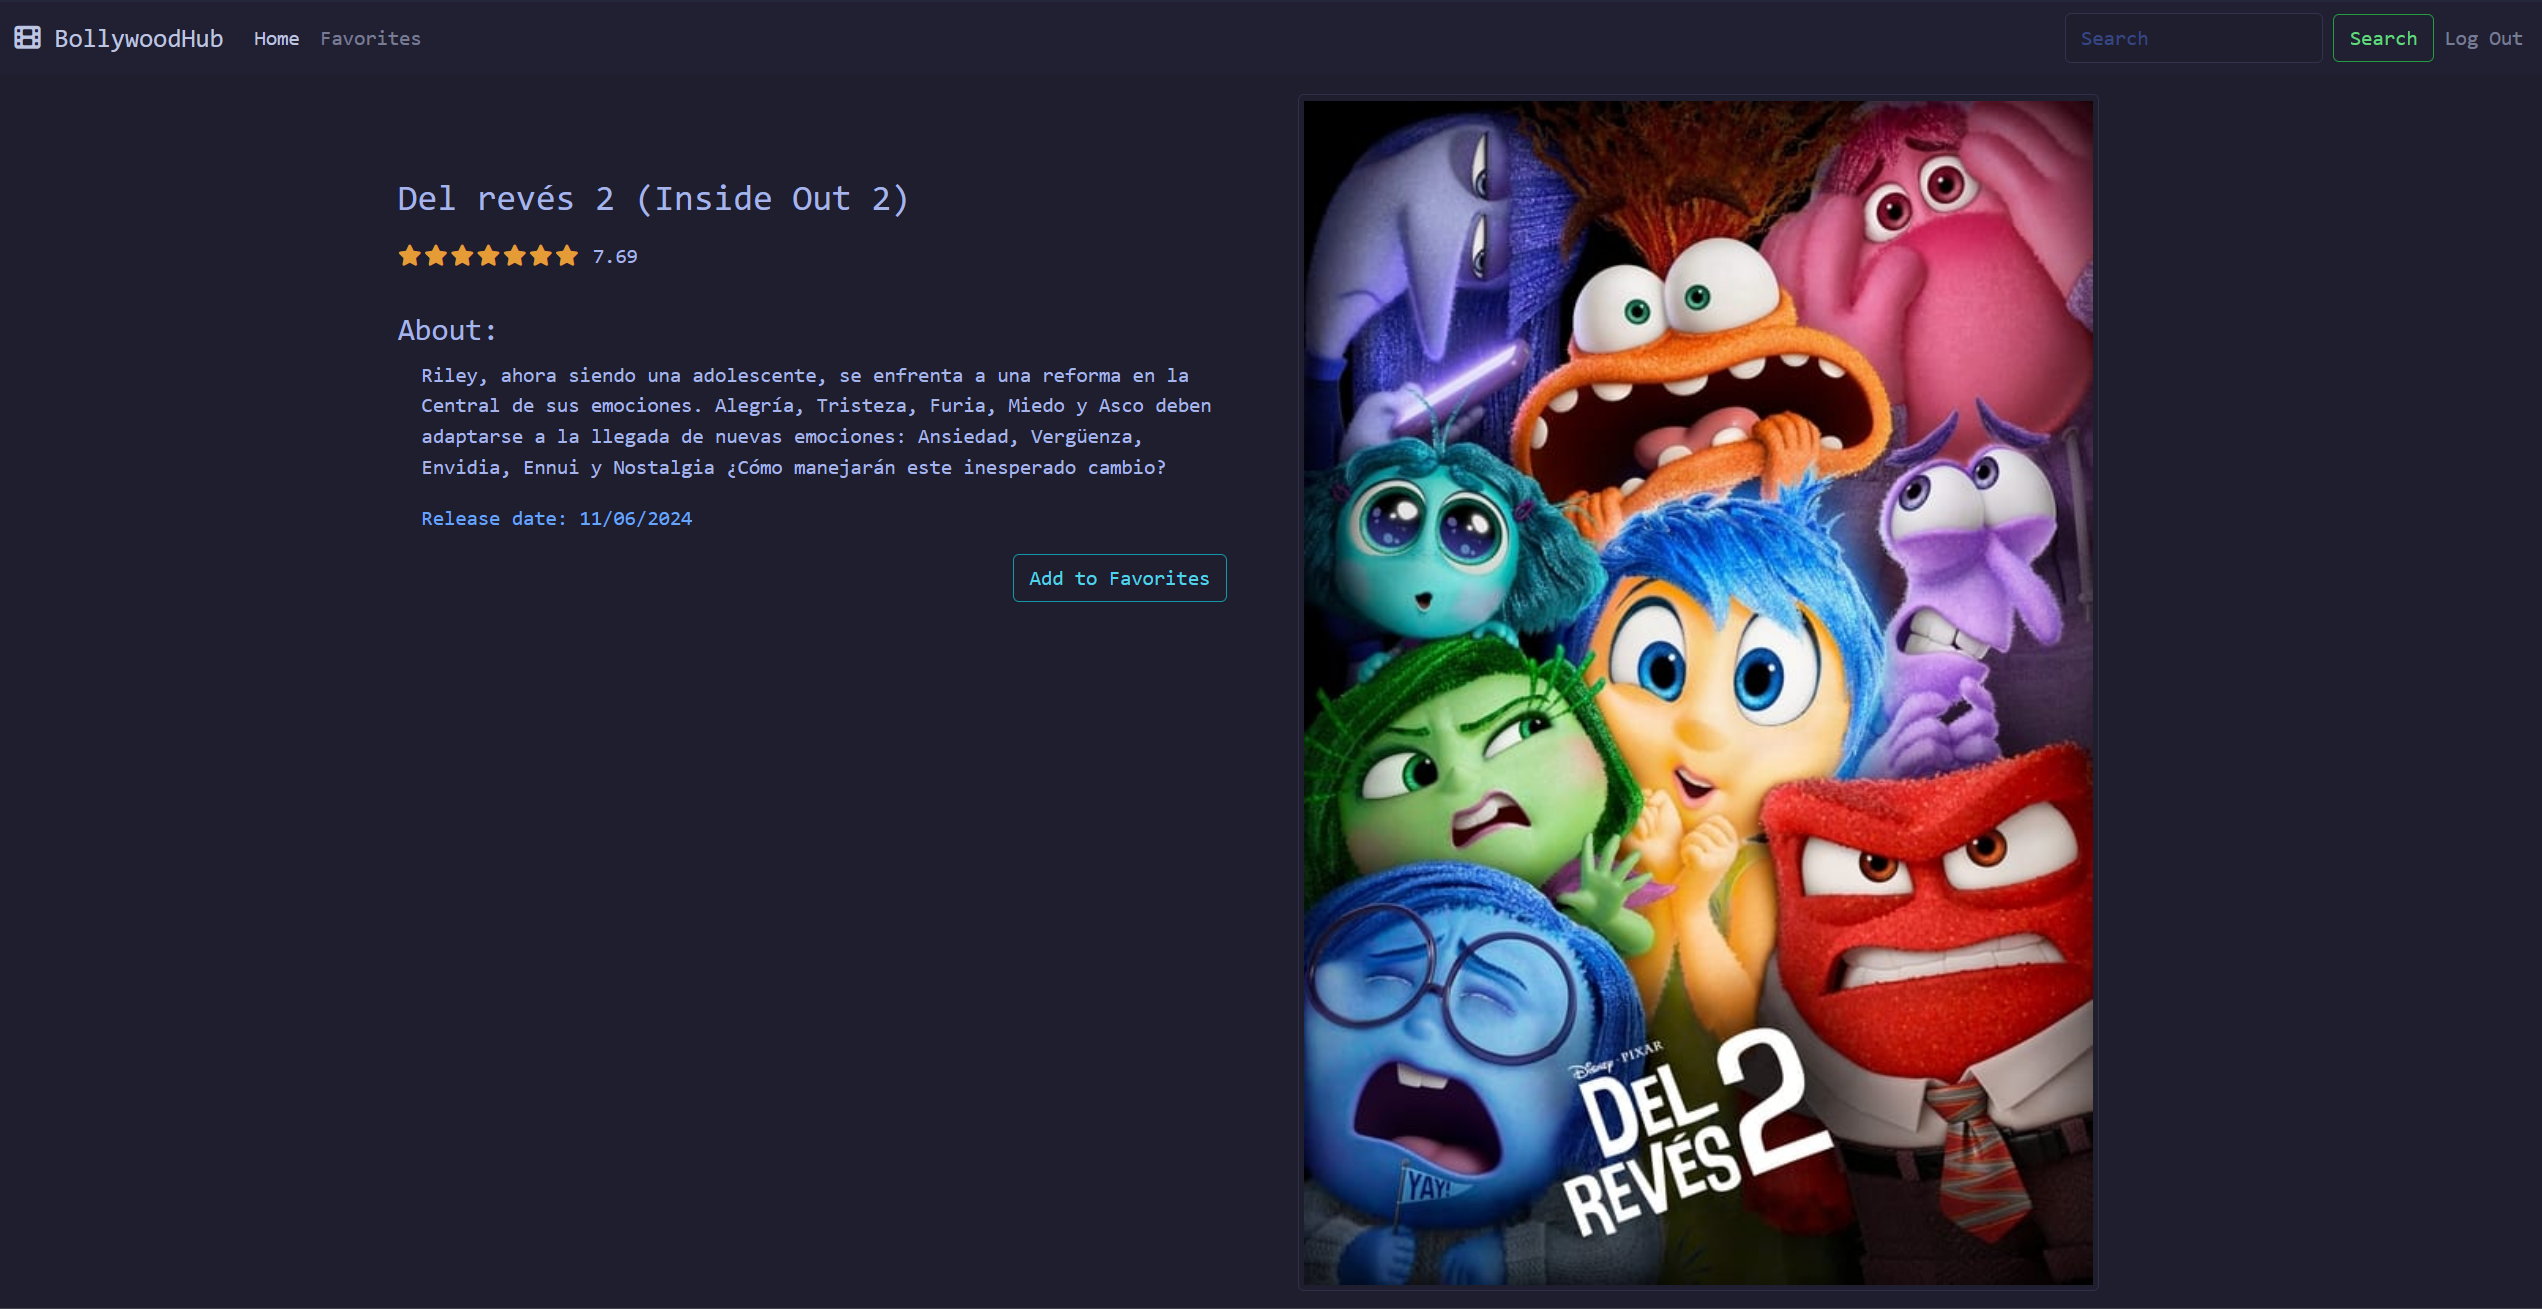 BollywoodHub Home Favorites Search Search Log Out
Del revés 2 (Inside Out 2)
7.69
About:
Riley, ahora siendo una adolescente, se enfrenta a una reforma en la
Central de sus emociones. Alegría, Tristeza, Furia, Miedo y Asco deben
adaptarse a la llegada de nuevas emociones: Ansiedad, Vergüenza,
Envidia, Ennui y Nostalgia ¿Cómo manejarán este inesperado cambio?
Release date: 11/06/2024
Add to Favorites
Disney · PIXAR
DEL
REVÉS 2
YAY!